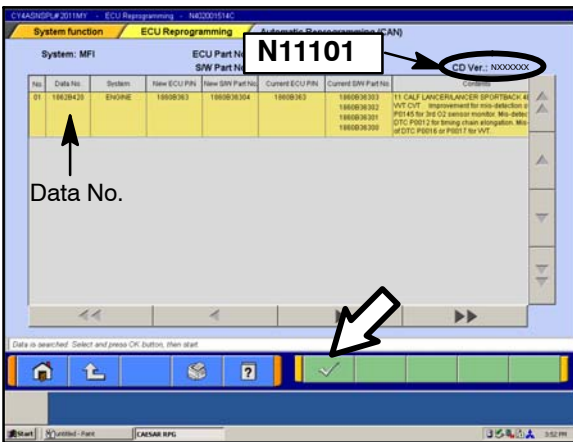 CY4ASNSPL# 2011MY - ECU Reprogramming - N402001514C
System function
ECU Reprogramming
Automatic Reprogramming (CAN)
System: MFI
ECU Part No
S/W Part No
N11101
CD Ver.: NXXXXXX
No. Data No. System New ECU P/N New S/W Part No. Current ECU P/N Current S/W Part No. Contents
01 1862B420 ENGINE 1860B363 1860B36304 1860B363 1860B36303 11 CALF LANCER/LANCER SPORTBACK 4
1860B36302 VVT CVT Improvement for mis-detection o
1860B36301 P0145 for 3rd O2 sensor monitor. Mis-detec
1860B36300 DTC P0012 for timing chain elongation. Mis-
of DTC P0016 or P0017 for VVT.
Data No.
Data is searched. Select and press OK button, then start
?
Start untitled - Paint CAESAR RPG 3:52 PM